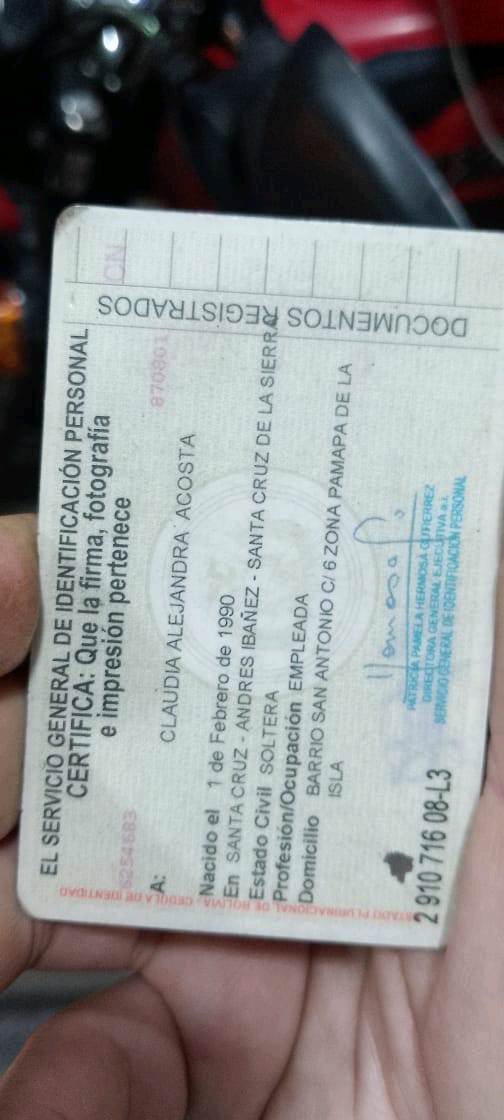 EL SERVICIO GENERAL DE IDENTIFICACIÓN PERSONAL
CERTIFICA: Que la firma, fotografía
e impresión pertenece
6254683
870801
A:
CLAUDIA ALEJANDRA ACOSTA
Nacido el 1 de Febrero de 1990
En SANTA CRUZ - ANDRES IBAÑEZ - SANTA CRUZ DE LA SIERRA
Estado Civil SOLTERA
Profesión/Ocupación EMPLEADA
Domicilio BARRIO SAN ANTONIO C/ 6 ZONA PAMAPA DE LA
ISLA
PATRICIA PAMELA HERMOSA GUTIERREZ
DIRECTORA GENERAL EJECUTIVA a.i.
SERVICIO GENERAL DE IDENTIFICACIÓN PERSONAL
2 910 716 08-L3
ESTADO PLURINACIONAL DE BOLIVIA - CEDULA DE IDENTIDAD
DOCUMENTOS REGISTRADOS
CN